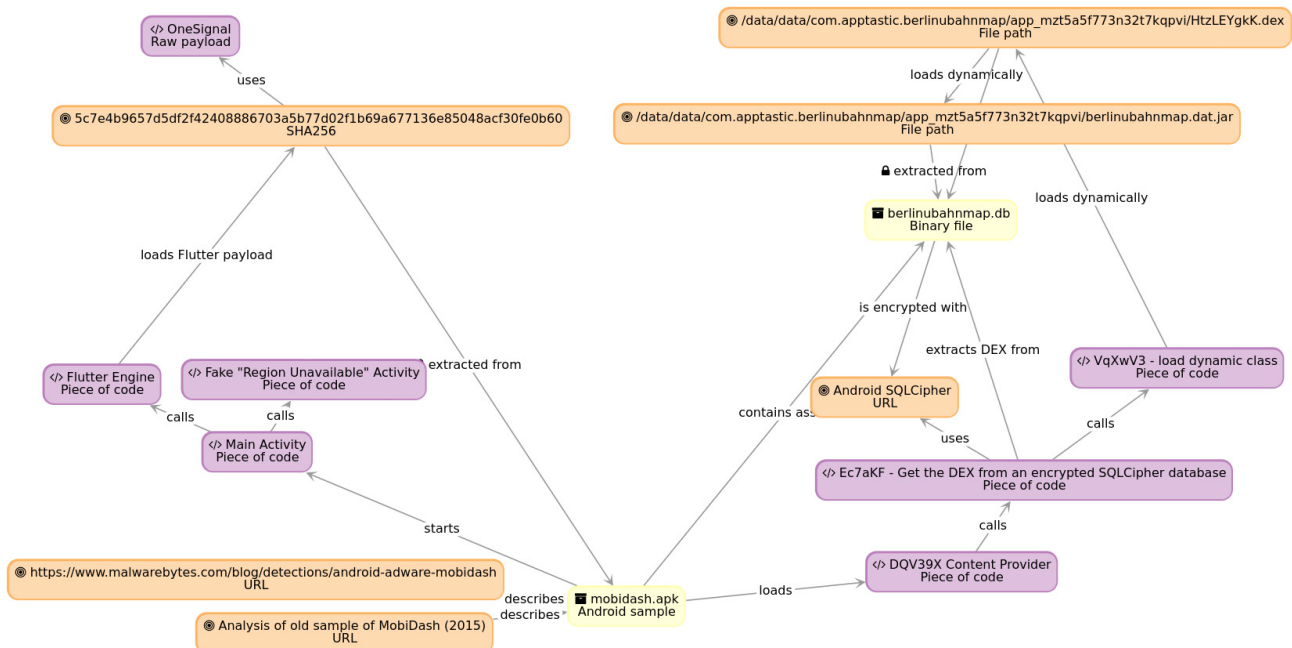 </> OneSignal
Raw payload
/data/data/com.apptastic.berlinubahnmap/app_mzt5a5f773n32t7kqpvi/HtzLEYgkK.dex
File path
uses
loads dynamically
5c7e4b9657d5df2f42408886703a5b77d02f1b69a677136e85048acf30fe0b60
SHA256
/data/data/com.apptastic.berlinubahnmap/app_mzt5a5f773n32t7kqpvi/berlinubahnmap.dat.jar
File path
extracted from
loads dynamically
berlinubahnmap.db
Binary file
loads Flutter payload
is encrypted with
extracts DEX from
extracted from
</> Flutter Engine
Piece of code
</> Fake "Region Unavailable" Activity
Piece of code
</> VqXwV3 - load dynamic class
Piece of code
Android SQLCipher
URL
calls
calls
contains ass
calls
uses
</> Main Activity
Piece of code
</> Ec7aKF - Get the DEX from an encrypted SQLCipher database
Piece of code
starts
calls
https://www.malwarebytes.com/blog/detections/android-adware-mobidash
URL
</> DQV39X Content Provider
Piece of code
describes
loads
mobidash.apk
Android sample
describes
Analysis of old sample of MobiDash (2015)
URL